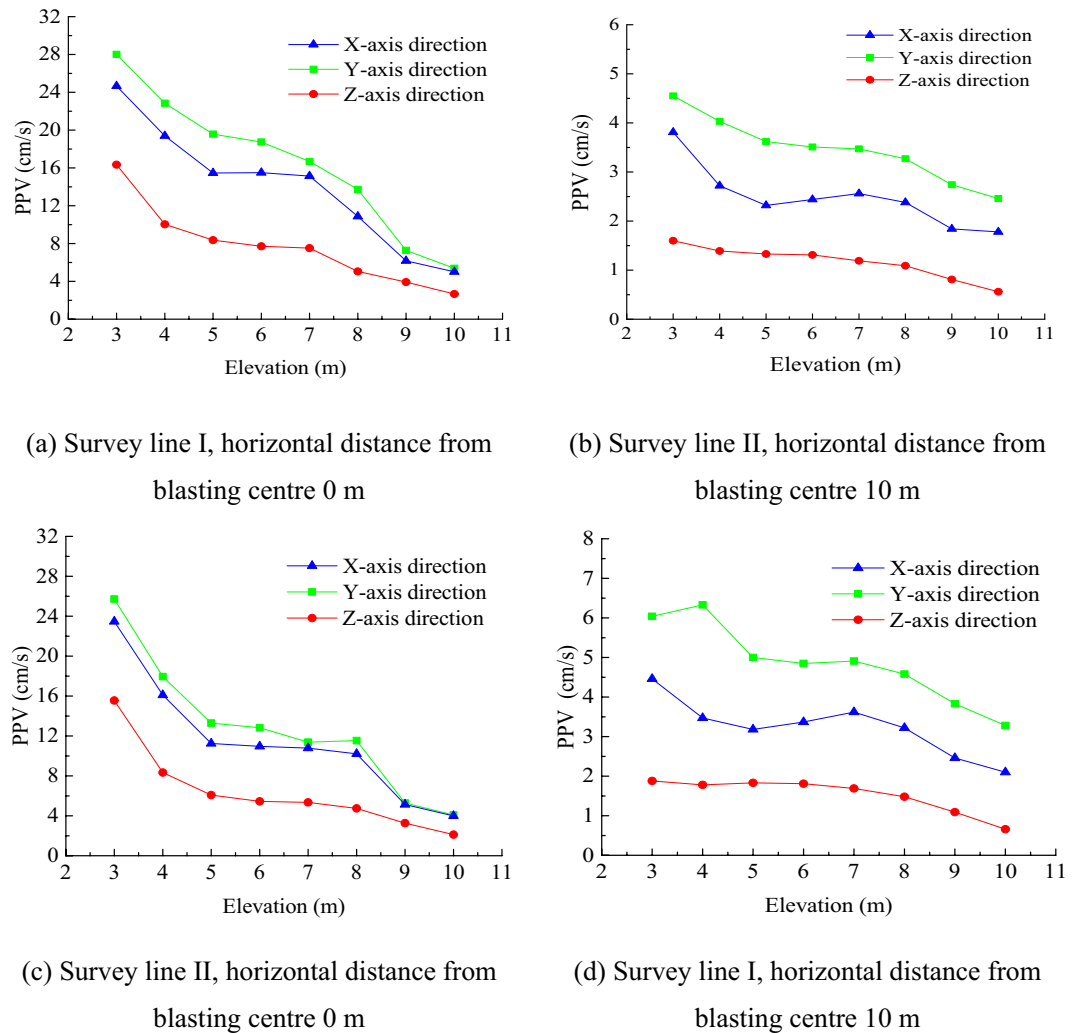 32
28
24
20
16
12
8
4
0
PPV (cm/s)
X-axis direction
Y-axis direction
Z-axis direction
2 3 4 5 6 7 8 9 10 11
Elevation (m)
6
5
4
3
2
1
0
PPV (cm/s)
X-axis direction
Y-axis direction
Z-axis direction
2 3 4 5 6 7 8 9 10 11
Elevation (m)
(a) Survey line I, horizontal distance from
blasting centre 0 m
(b) Survey line II, horizontal distance from
blasting centre 10 m
32
28
24
20
16
12
8
4
0
PPV (cm/s)
X-axis direction
Y-axis direction
Z-axis direction
2 3 4 5 6 7 8 9 10 11
Elevation (m)
8
7
6
5
4
3
2
1
0
PPV (cm/s)
X-axis direction
Y-axis direction
Z-axis direction
2 3 4 5 6 7 8 9 10 11
Elevation (m)
(c) Survey line II, horizontal distance from
blasting centre 0 m
(d) Survey line I, horizontal distance from
blasting centre 10 m